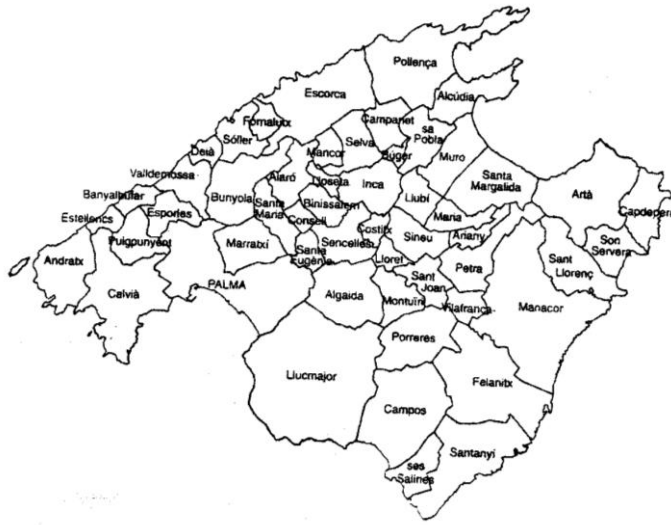 Pollença
Alcúdia
Escorca
Fornalutx
Campanet
sa
Pobla
Sóller
Selva
Búger
Muro
Deià
Mancor
Valldemossa
Alaró
Lloseta
Inca
Santa
Margalida
Artà
Banyalbufar
Bunyola
Binissalem
Llubí
Capdepera
Estellencs
Esporles
Santa
Maria
Consell
Maria
Costitx
Puigpunyent
Marratxí
Sencelles
Sineu
Ariany
Son
Servera
Andratx
Santa
Eugènia
Lloret
Petra
Sant
Llorenç
Calvià
PALMA
Algaida
Sant
Joan
Montuïri
Vilafranca
Manacor
Porreres
Llucmajor
Felanitx
Campos
Santanyí
ses
Salines